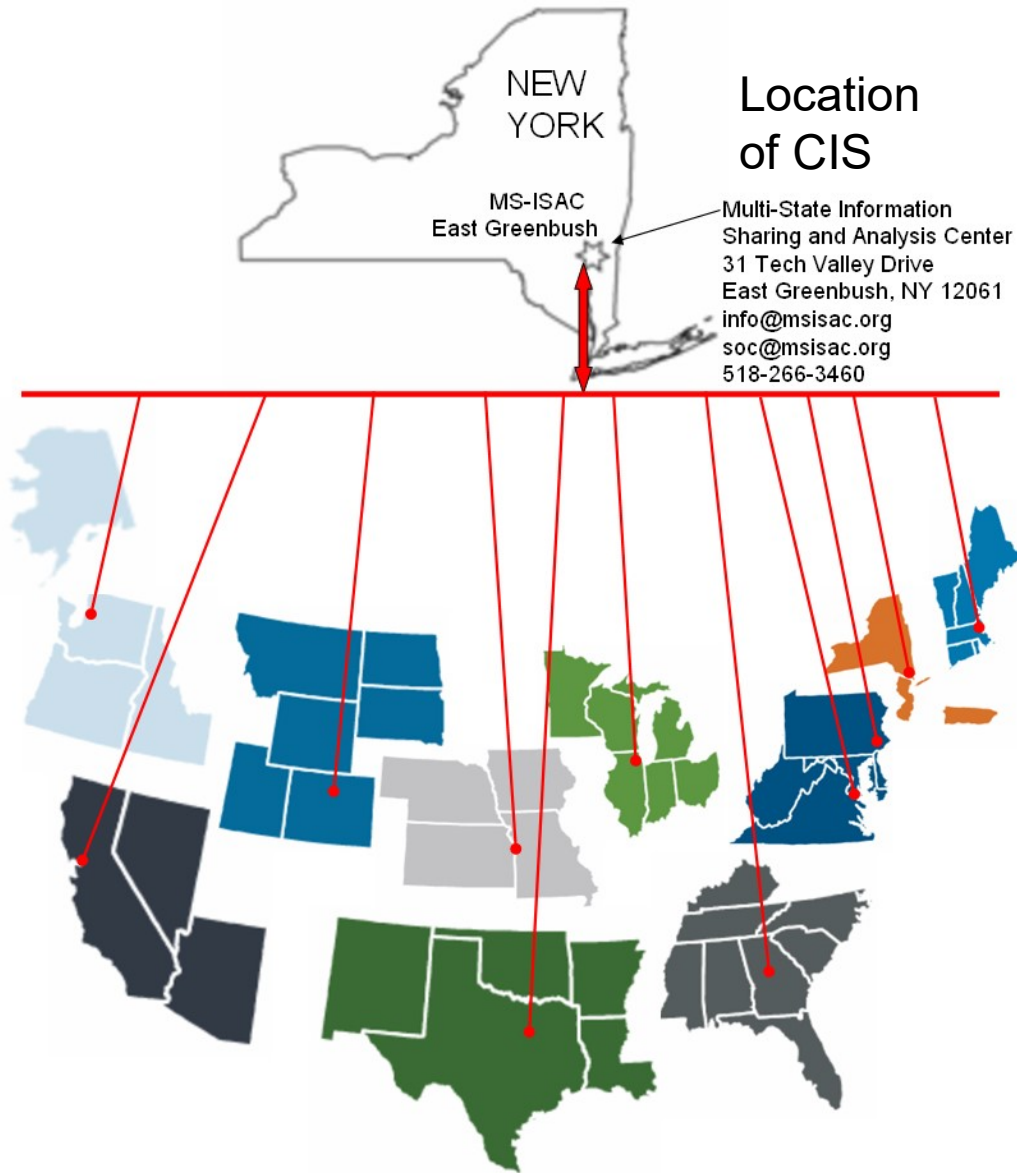 NEW
YORK
Location
of CIS
MS-ISAC
East Greenbush
Multi-State Information
Sharing and Analysis Center
31 Tech Valley Drive
East Greenbush, NY 12061
info@msisac.org
soc@msisac.org
518-266-3460